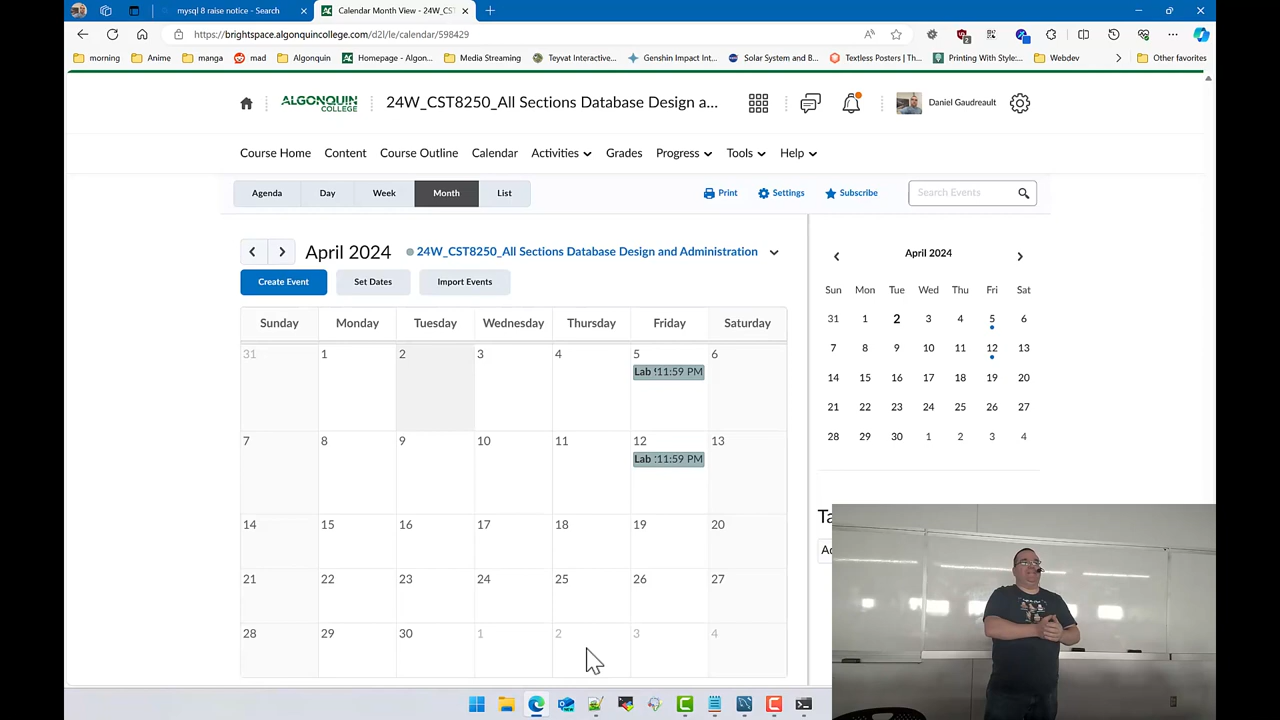 mysql 8 raise notice - Search
Calendar Month View - 24W_CST
https://brightspace.algonquincollege.com/d2l/le/calendar/598429
morning Anime manga mad Algonquin Homepage - Algon... Media Streaming Teyvat Interactive... Genshin Impact Int... Solar System and B... Textless Posters | Th... Printing With Style:... Webdev Other favorites
ALGONQUIN COLLEGE
24W_CST8250_All Sections Database Design a...
Daniel Gaudreault
Course Home Content Course Outline Calendar Activities Grades Progress Tools Help
Agenda Day Week Month List
Print Settings Subscribe
Search Events
April 2024
24W_CST8250_All Sections Database Design and Administration
Create Event Set Dates Import Events
Sunday Monday Tuesday Wednesday Thursday Friday Saturday
31 1 2 3 4 5 6
Lab 11:59 PM
7 8 9 10 11 12 13
Lab 11:59 PM
14 15 16 17 18 19 20
21 22 23 24 25 26 27
28 29 30 1 2 3 4
April 2024
Sun Mon Tue Wed Thu Fri Sat
31 1 2 3 4 5 6
7 8 9 10 11 12 13
14 15 16 17 18 19 20
21 22 23 24 25 26 27
28 29 30 1 2 3 4